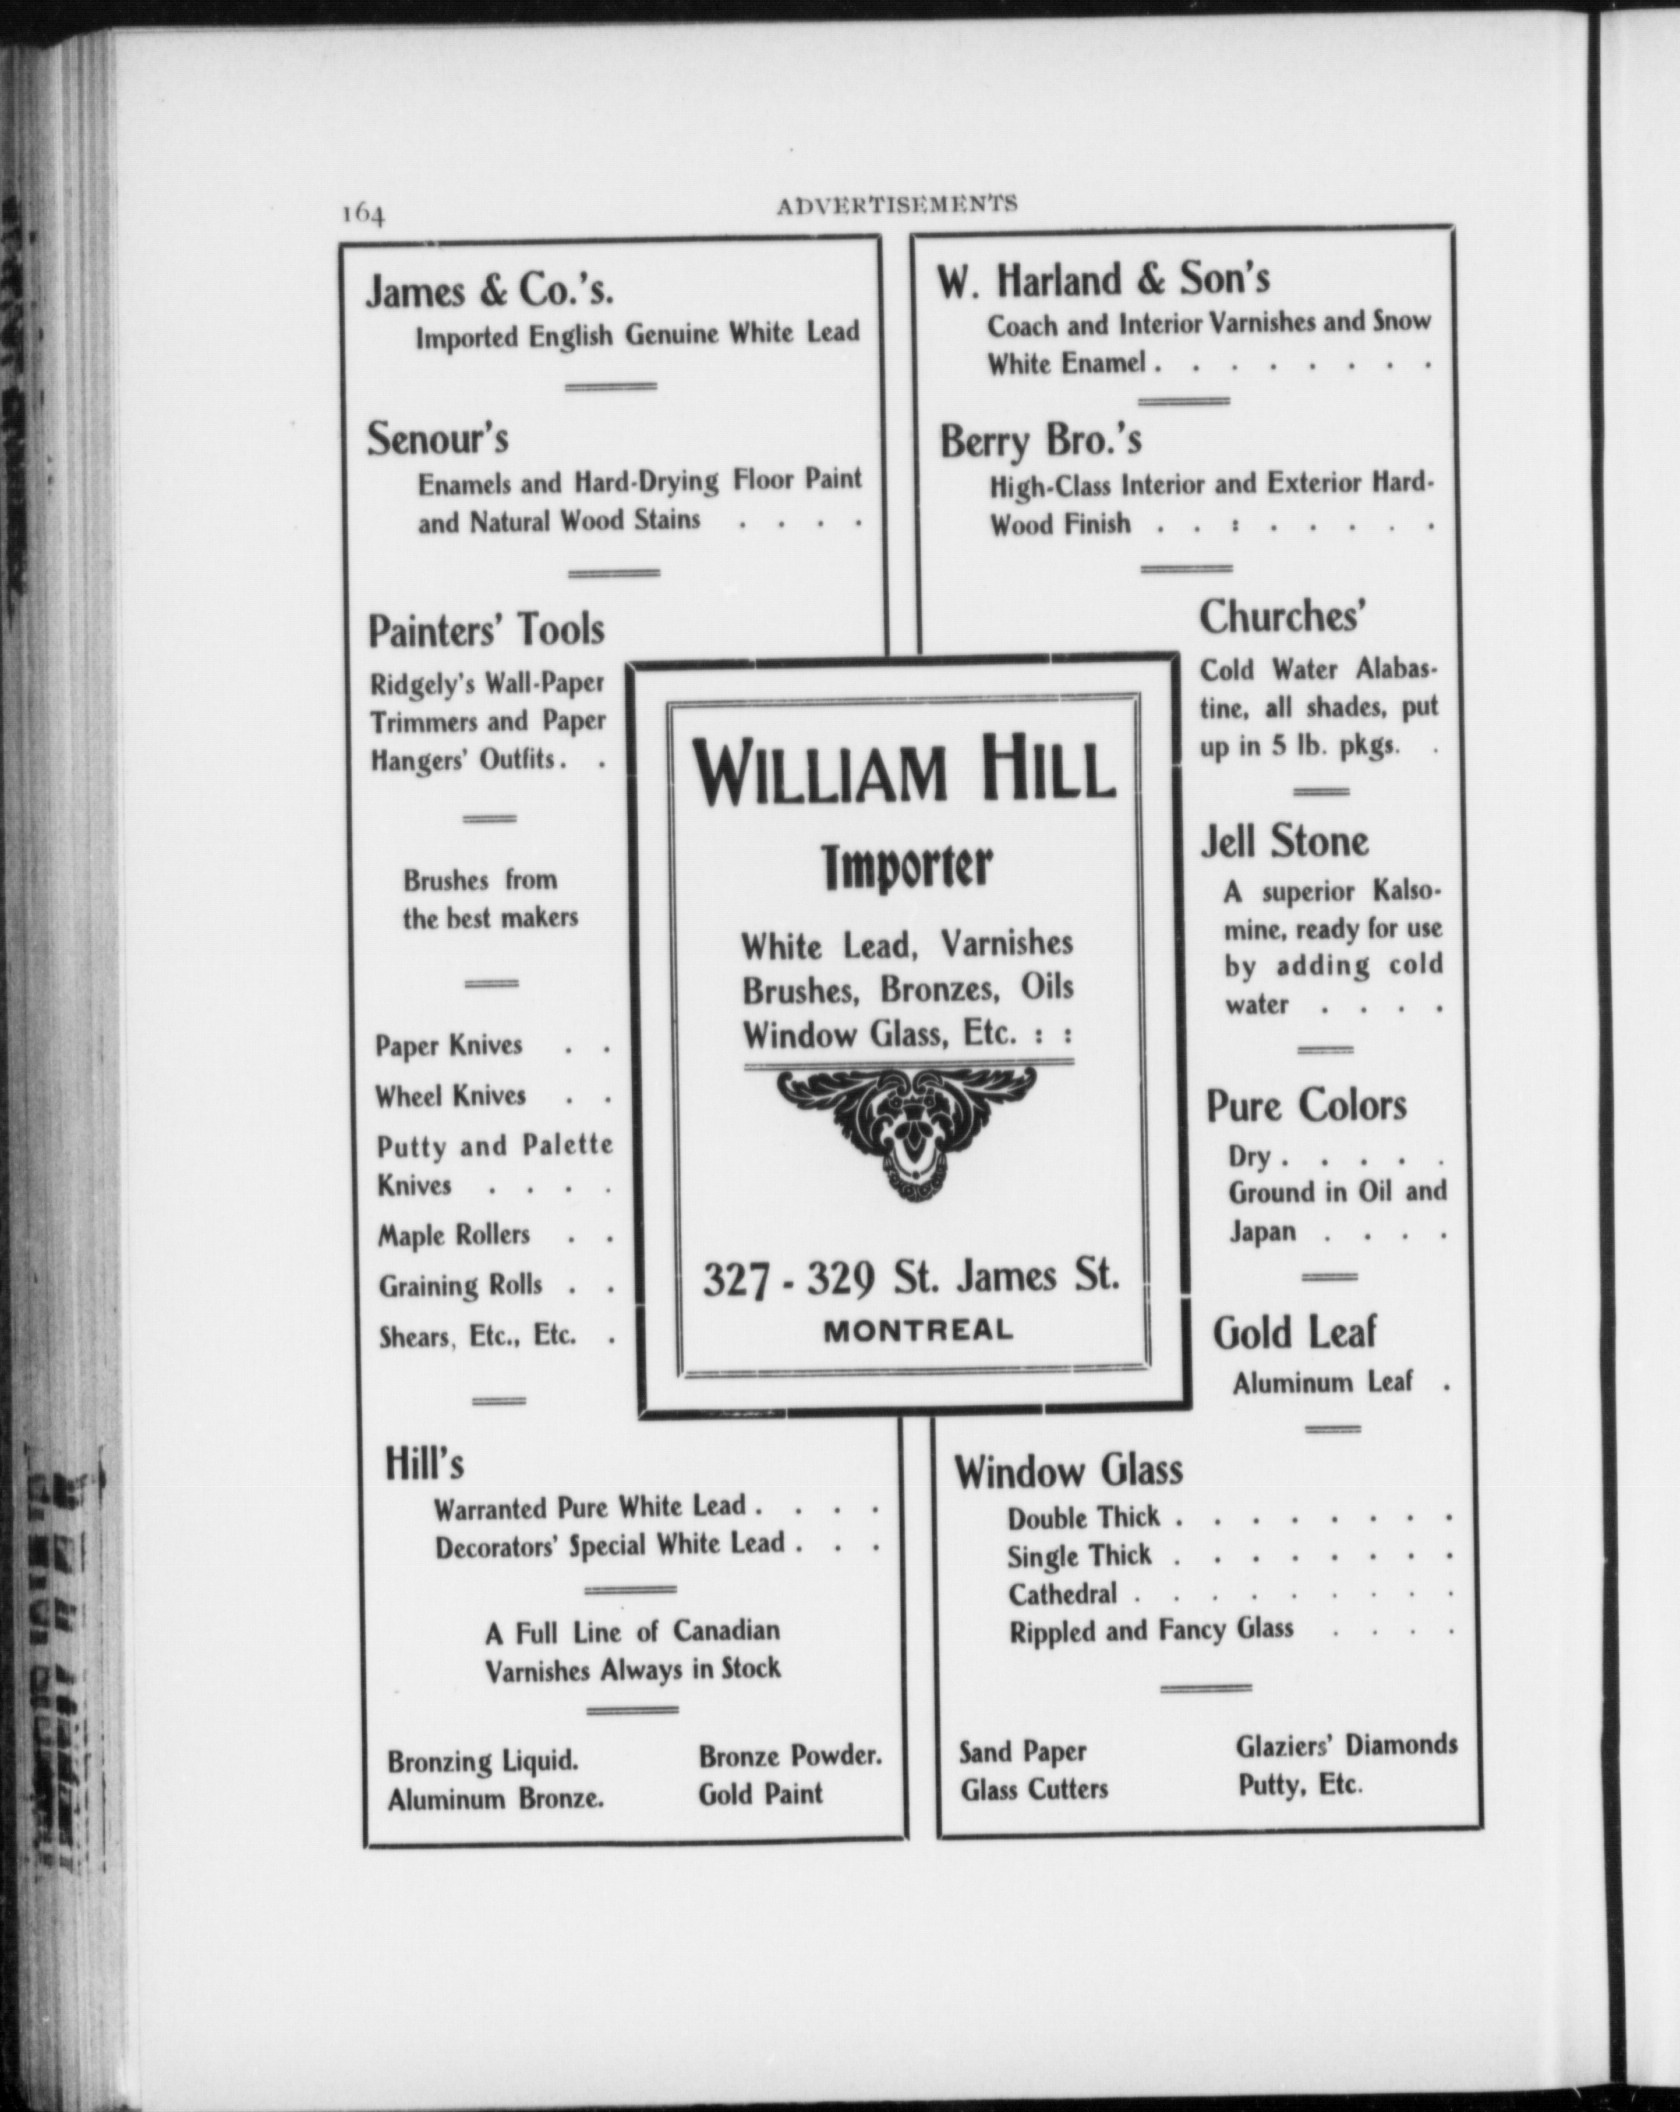 164
ADVERTISEMENTS
James & Co.'s.
Imported English Genuine White Lead
Senour's
Enamels and Hard-Drying Floor Paint
and Natural Wood Stains . . . .
Painters' Tools
Ridgely's Wall-Paper
Trimmers and Paper
Hangers' Outfits . .
Brushes from
the best makers
Paper Knives . .
Wheel Knives . .
Putty and Palette
Knives . . . .
Maple Rollers . .
Graining Rolls . .
Shears, Etc., Etc. .
Hill's
Warranted Pure White Lead . . . .
Decorators' Special White Lead . . .
A Full Line of Canadian
Varnishes Always in Stock
Bronzing Liquid. Bronze Powder.
Aluminum Bronze. Gold Paint
WILLIAM HILL
Importer
White Lead, Varnishes
Brushes, Bronzes, Oils
Window Glass, Etc. : :
327 - 329 St. James St.
MONTREAL
W. Harland & Son's
Coach and Interior Varnishes and Snow
White Enamel . . . . . . . .
Berry Bro.'s
High-Class Interior and Exterior Hard-
Wood Finish . . : . . . . .
Churches'
Cold Water Alabas-
tine, all shades, put
up in 5 lb. pkgs. .
Jell Stone
A superior Kalso-
mine, ready for use
by adding cold
water . . . .
Pure Colors
Dry . . . . .
Ground in Oil and
Japan . . . .
Gold Leaf
Aluminum Leaf .
Window Glass
Double Thick . . . . . . . .
Single Thick . . . . . . . .
Cathedral . . . . . . . . .
Rippled and Fancy Glass . . . .
Sand Paper Glaziers' Diamonds
Glass Cutters Putty, Etc.